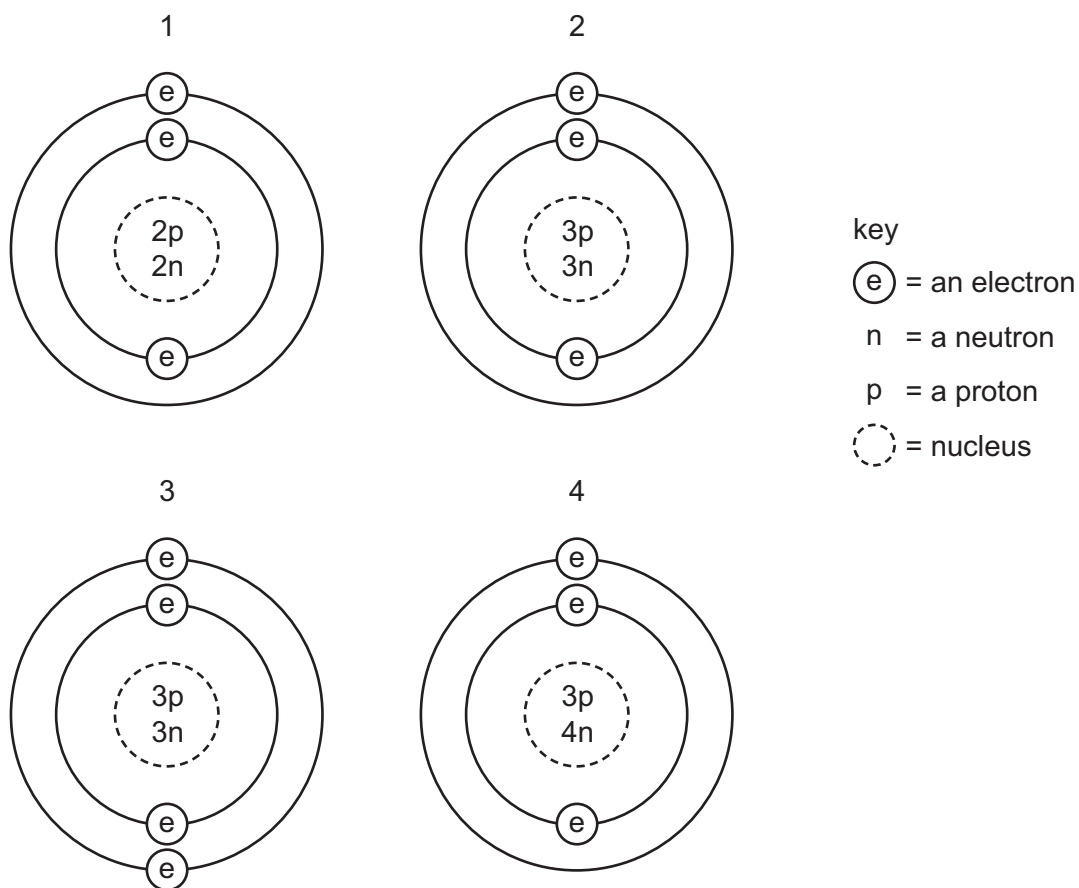 1
e
e
2p
2n
e
2
e
e
3p
3n
e
key
e = an electron
n = a neutron
p = a proton
= nucleus
3
e
e
3p
3n
e
e
4
e
e
3p
4n
e